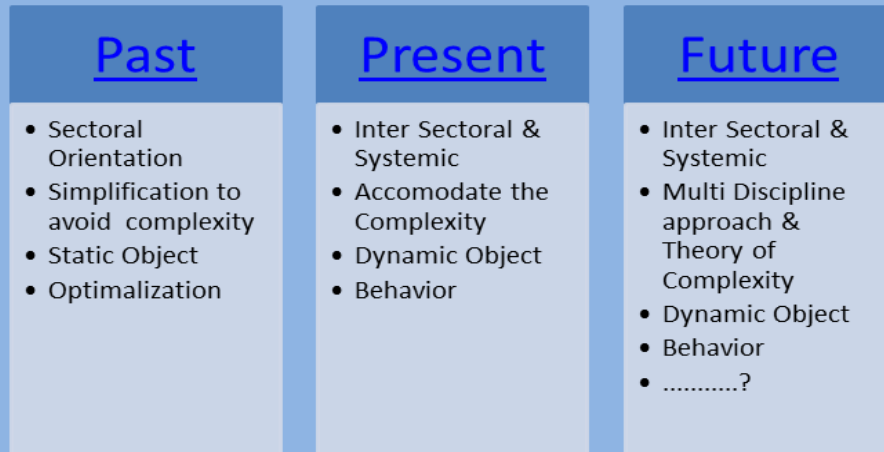 Past
• Sectoral
Orientation
• Simplification to
avoid complexity
• Static Object
• Optimalization
Present
• Inter Sectoral &
Systemic
• Accomodate the
Complexity
• Dynamic Object
• Behavior
Future
• Inter Sectoral &
Systemic
• Multi Discipline
approach &
Theory of
Complexity
• Dynamic Object
• Behavior
• ...........?